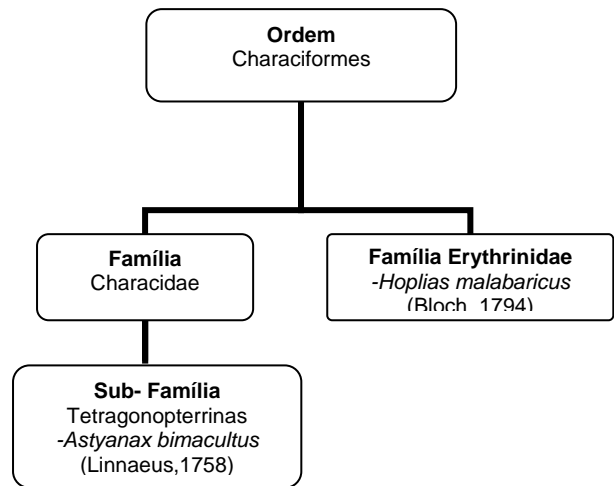 Ordem
Characiformes
Família
Characidae
Família Erythrinidae
-Hoplias malabaricus
(Bloch, 1794)
Sub- Família
Tetragonopterrinas
-Astyanax bimacultus
(Linnaeus,1758)